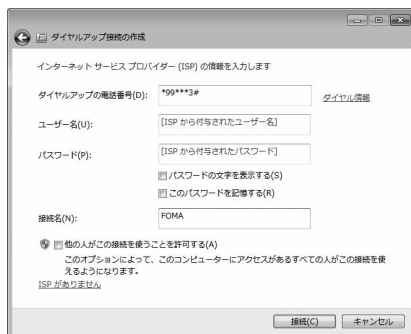 ダイヤルアップ接続の作成
インターネット サービス プロバイダー (ISP) の情報を入力します
ダイヤルアップの電話番号(D): *99***3# ダイヤル情報
ユーザー名(U): [ISP から付与されたユーザー名]
パスワード(P): [ISP から付与されたパスワード]
パスワードの文字を表示する(S)
このパスワードを記憶する(R)
接続名(N): FOMA
他の人がこの接続を使うことを許可する(A)
このオプションによって、このコンピューターにアクセスがあるすべての人がこの接続を使
えるようになります。
ISP がありません
接続(C) キャンセル